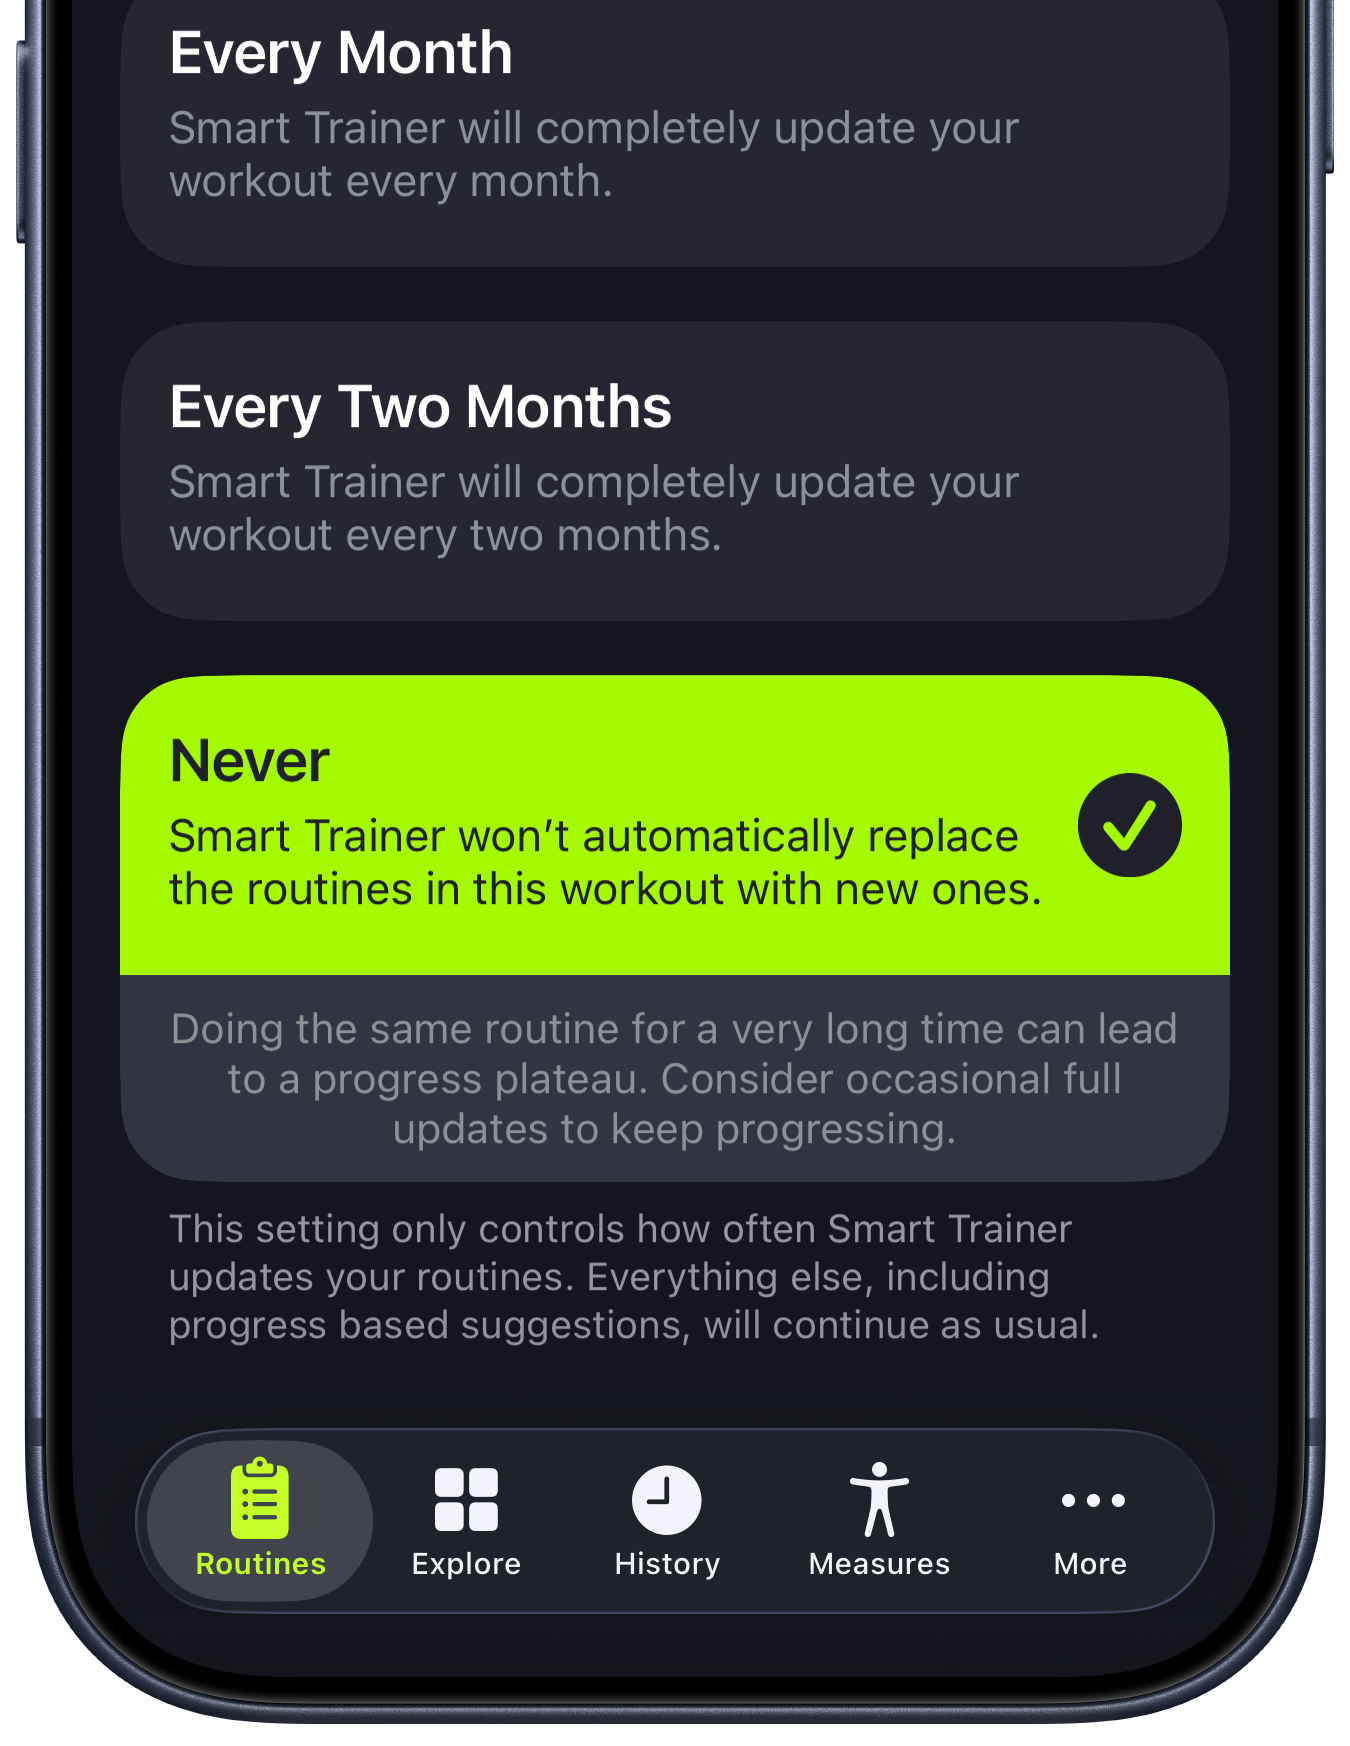 Every Month
Smart Trainer will completely update your
workout every month.
Every Two Months
Smart Trainer will completely update your
workout every two months.
Never
Smart Trainer won’t automatically replace
the routines in this workout with new ones.
Doing the same routine for a very long time can lead
to a progress plateau. Consider occasional full
updates to keep progressing.
This setting only controls how often Smart Trainer
updates your routines. Everything else, including
progress based suggestions, will continue as usual.
Routines Explore History Measures More